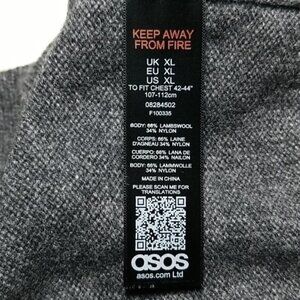 KEEP AWAY
FROM FIRE
UK XL
EU XL
US XL
TO FIT CHEST 42-44"
107-112cm
08284502
F100335
BODY: 66% LAMBSWOOL
34% NYLON
CORPS: 66% LAINE
D'AGNEAU 34% NYLON
CUERPO: 66% LANA DE
CORDERO 34% NAILON
BODY: 66% LAMMWOLLE
34% NYLON
MADE IN CHINA
PLEASE SCAN ME FOR
TRANSLATIONS
asos
asos.com Ltd